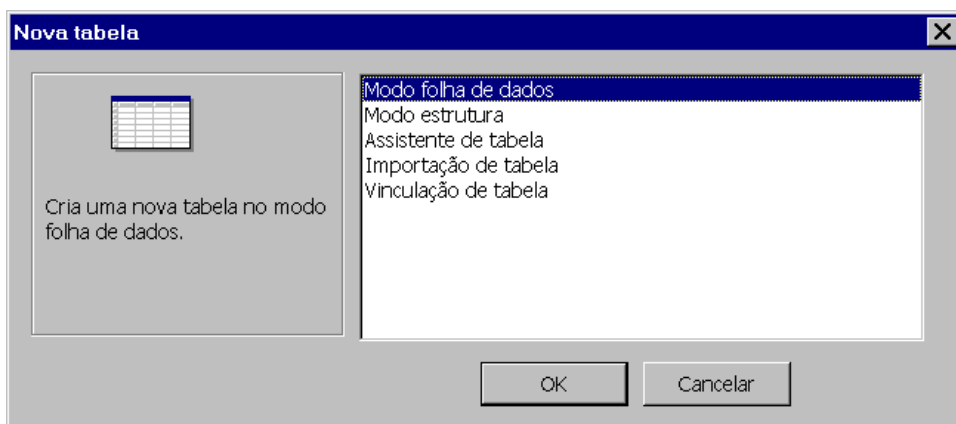 Nova tabela
Modo folha de dados
Modo estrutura
Assistente de tabela
Importação de tabela
Vinculação de tabela
Cria uma nova tabela no modo
folha de dados.
OK
Cancelar